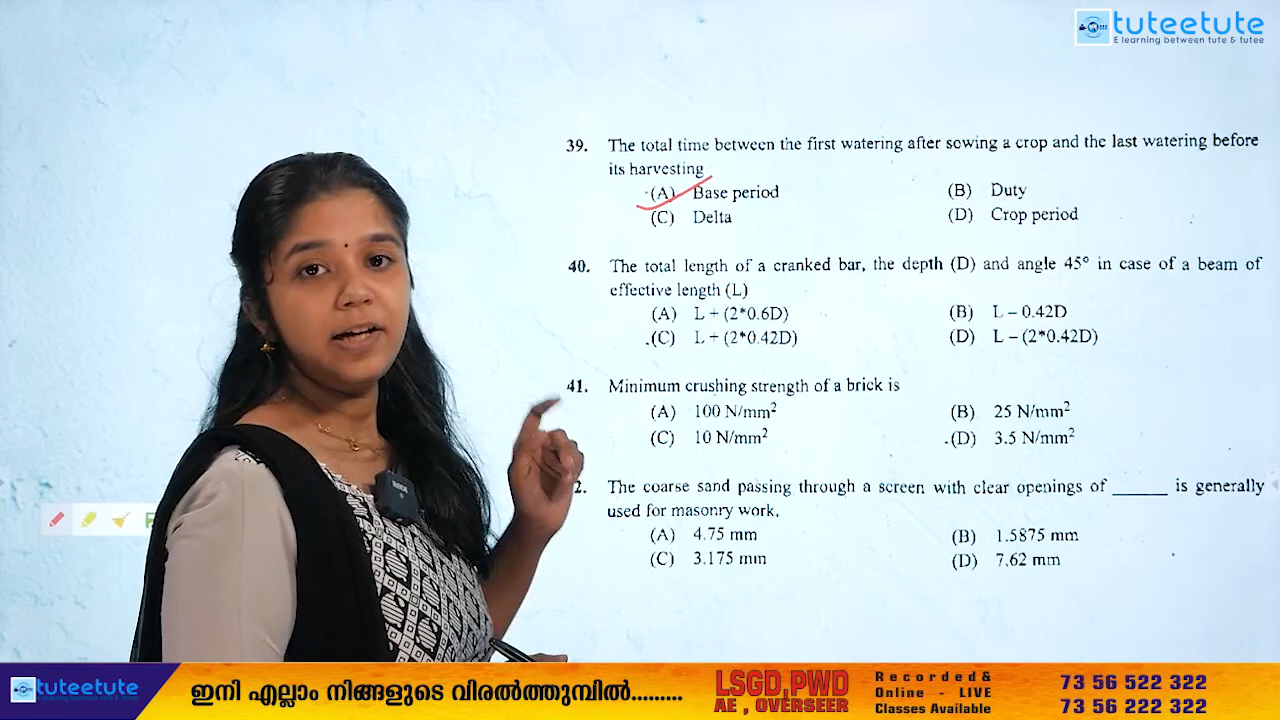 tuteetute
E learning between tute & tutee
39. The total time between the first watering after sowing a crop and the last watering before
its harvesting
(A) Base period (B) Duty
(C) Delta (D) Crop period
40. The total length of a cranked bar, the depth (D) and angle 45° in case of a beam of
effective length (L)
(A) L + (2*0.6D) (B) L – 0.42D
(C) L + (2*0.42D) (D) L – (2*0.42D)
41. Minimum crushing strength of a brick is
(A) 100 N/mm² (B) 25 N/mm²
(C) 10 N/mm² (D) 3.5 N/mm²
2. The coarse sand passing through a screen with clear openings of ______ is generally
used for masonry work.
(A) 4.75 mm (B) 1.5875 mm
(C) 3.175 mm (D) 7.62 mm
tuteetute
ഇനി എല്ലാം നിങ്ങളുടെ വിരൽത്തുമ്പിൽ.........
LSGD,PWD
AE , OVERSEER
Recorded &
Online - LIVE
Classes Available
73 56 522 322
73 56 222 322